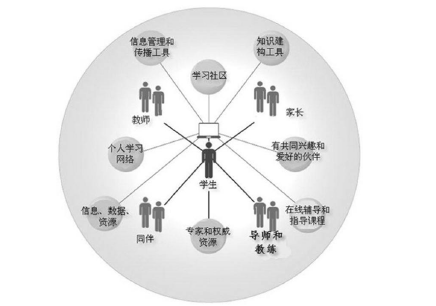 信息管理和
传播工具
知识建
构工具
学习社区
教师
家长
个人学习
网络
有共同兴趣和
爱好的伙伴
学生
信息、数据、
资源
同伴
专家和权威
资源
导师和
教练
在线辅导和
指导课程